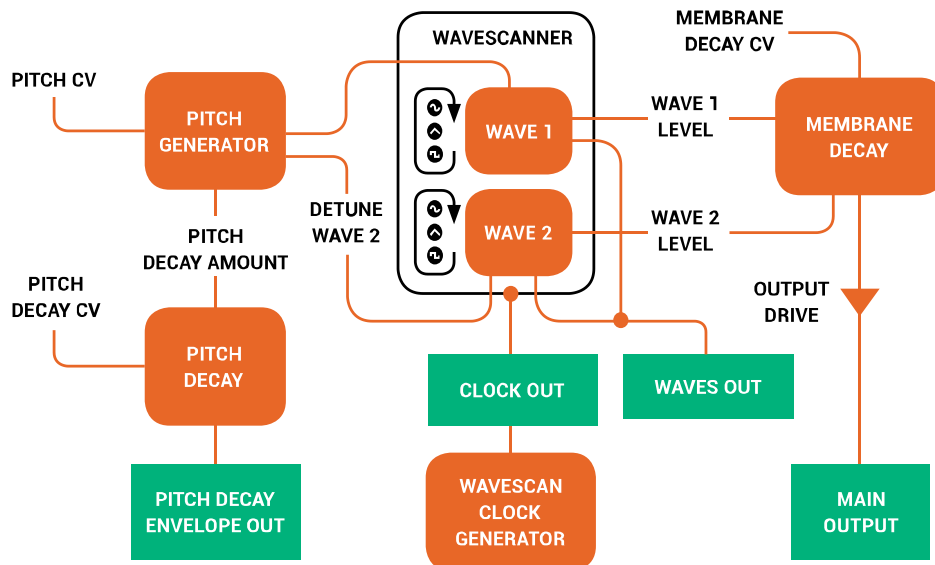 WAVESCANNER
MEMBRANE
DECAY CV
PITCH CV
PITCH
GENERATOR
WAVE 1
WAVE 1
LEVEL
MEMBRANE
DECAY
DETUNE
WAVE 2
WAVE 2
WAVE 2
LEVEL
PITCH
DECAY AMOUNT
PITCH
DECAY CV
OUTPUT
DRIVE
PITCH
DECAY
CLOCK OUT
WAVES OUT
PITCH DECAY
ENVELOPE OUT
WAVESCAN
CLOCK
GENERATOR
MAIN
OUTPUT